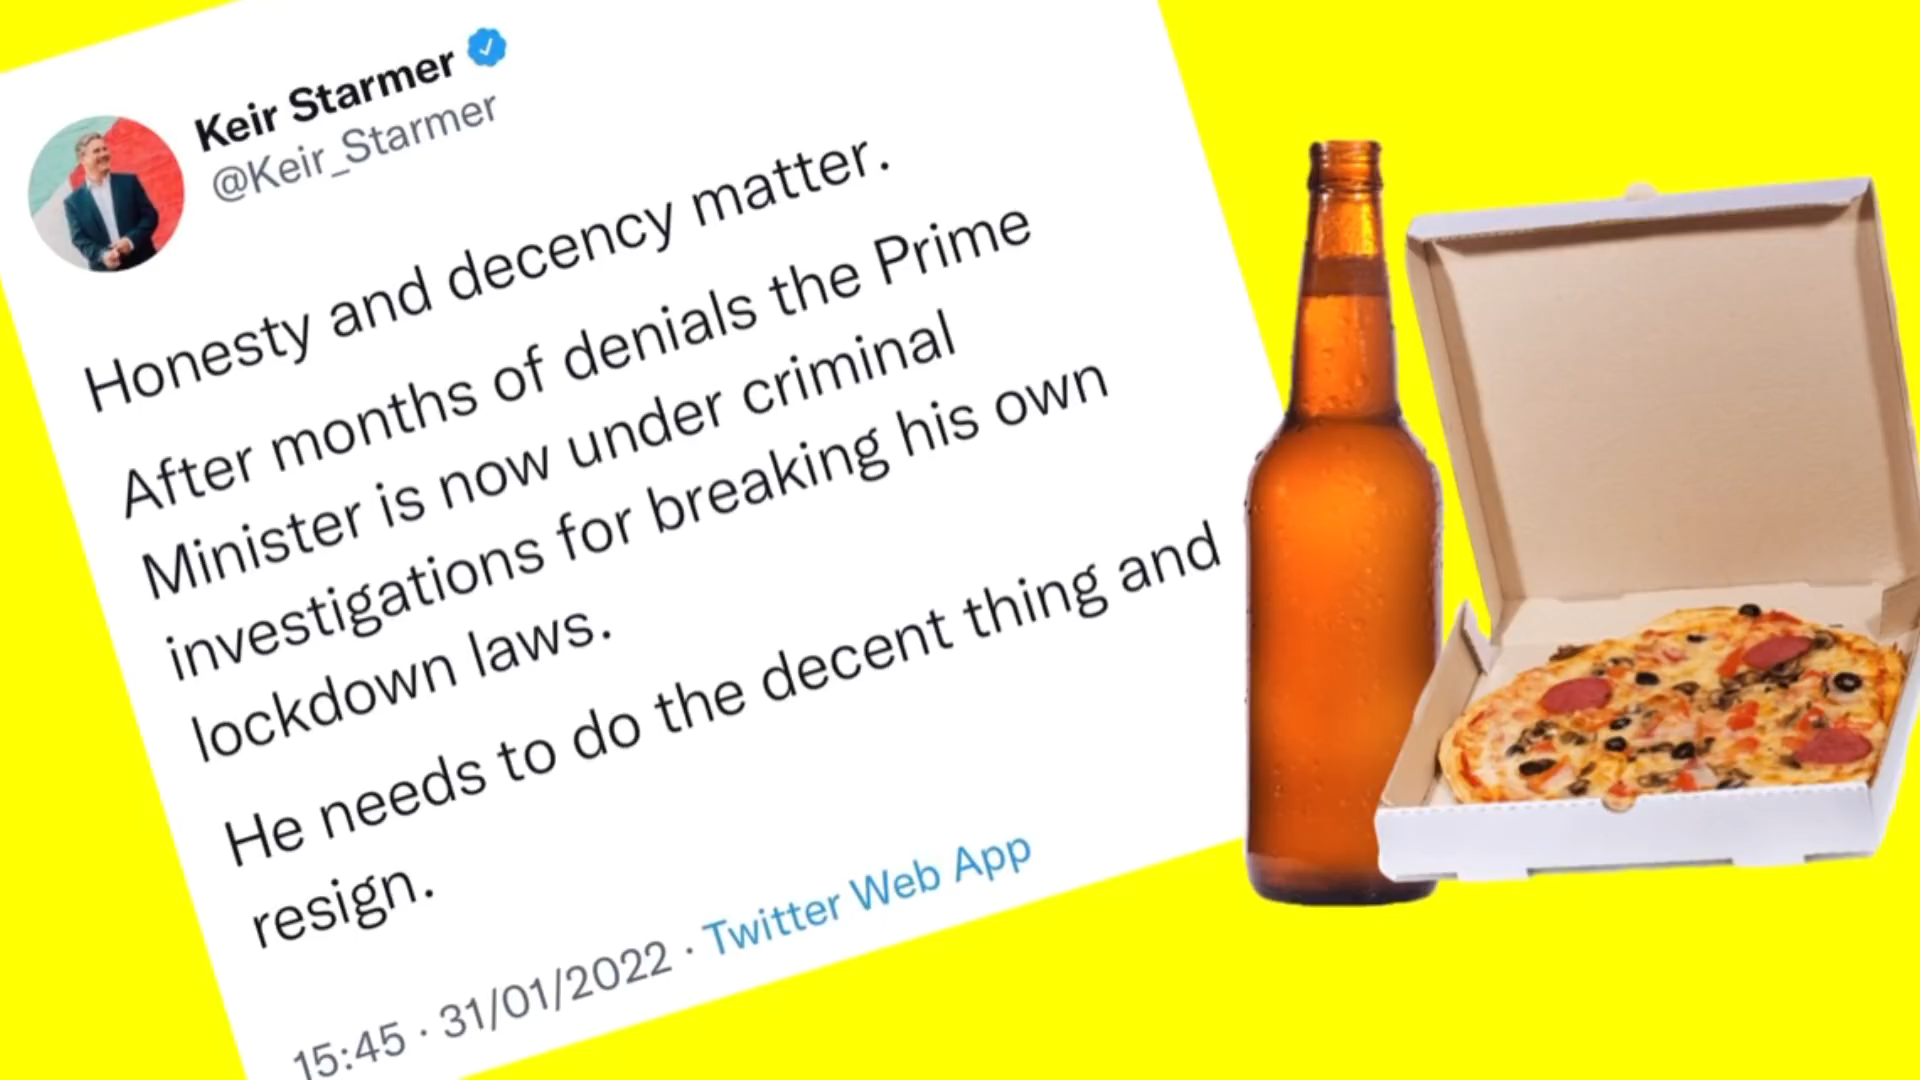 Keir Starmer
@Keir_Starmer
Honesty and decency matter.
After months of denials the Prime
Minister is now under criminal
investigations for breaking his own
lockdown laws.
He needs to do the decent thing and
resign.
15:45 · 31/01/2022 · Twitter Web App